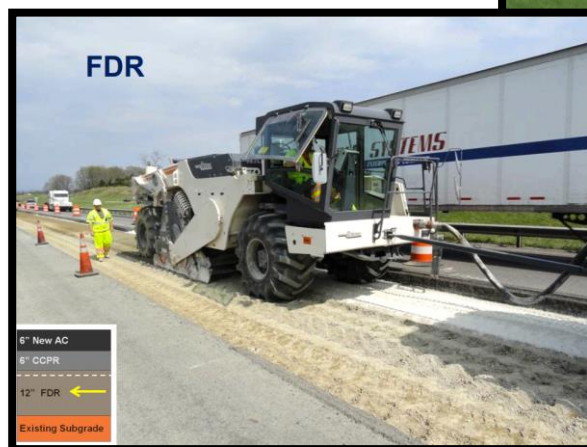 FDR
STEMS
6" New AC
6" CCPR
12" FDR
Existing Subgrade